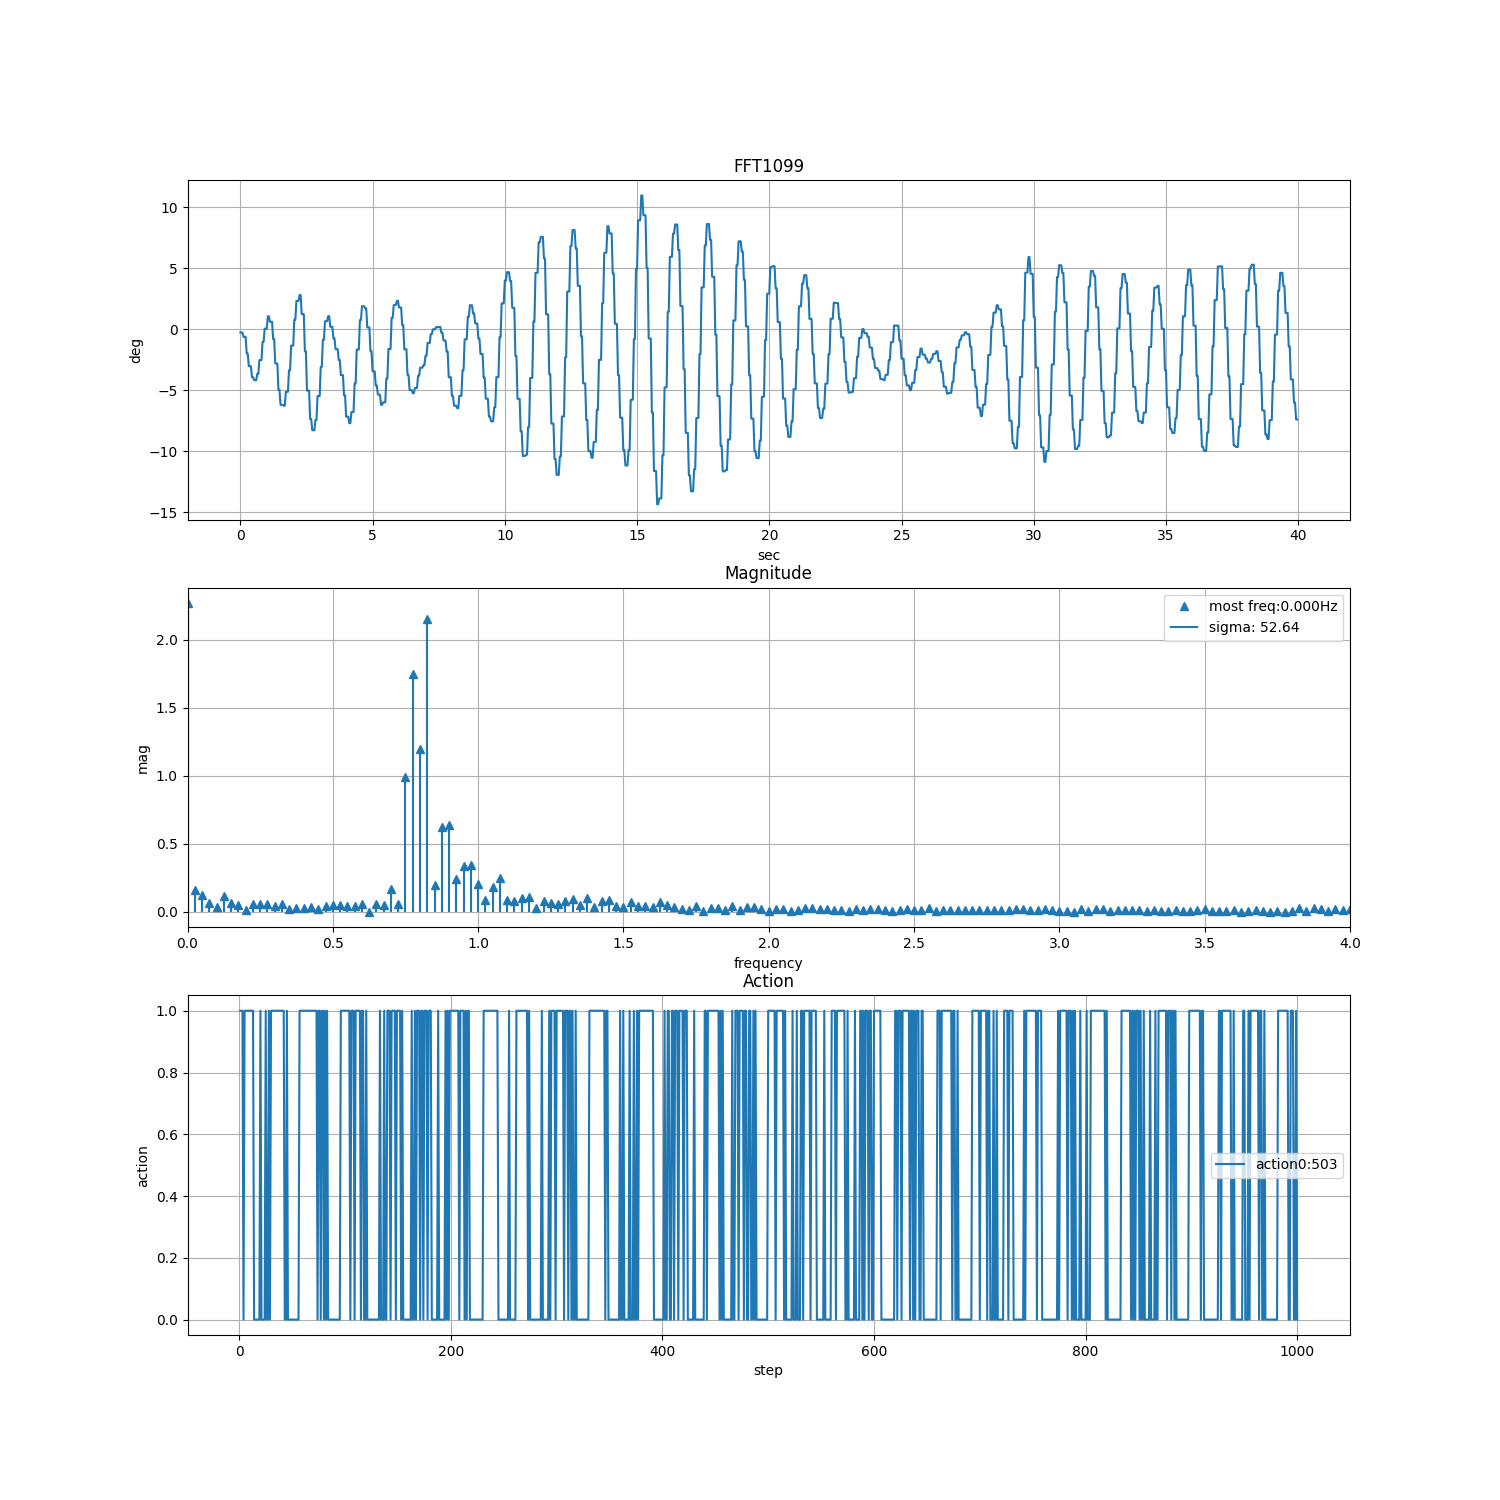 FFT1099
10
5
0
−5
−10
−15
deg
0 5 10 15 20 25 30 35 40
sec
Magnitude
most freq:0.000Hz
sigma: 52.64
2.0
1.5
1.0
0.5
0.0
mag
0.0 0.5 1.0 1.5 2.0 2.5 3.0 3.5 4.0
frequency
Action
1.0
0.8
0.6
0.4
0.2
0.0
action
action0:503
0 200 400 600 800 1000
step